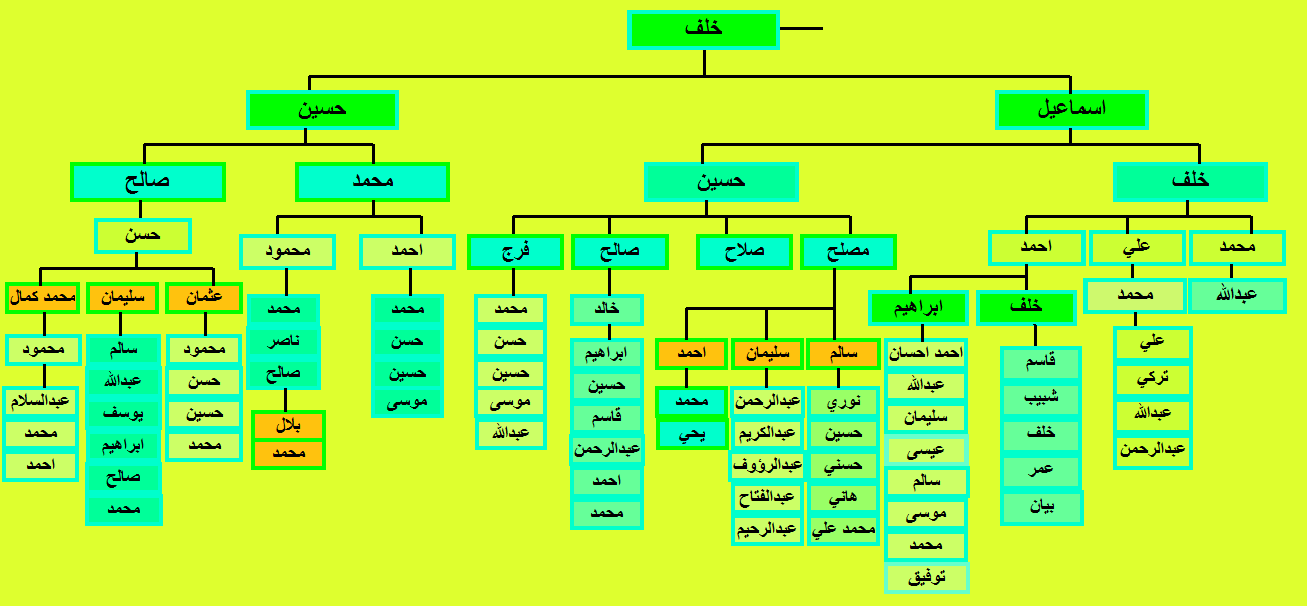 خلف
اسماعيل
حسين
خلف
حسين
محمد
صالح
محمد
علي
احمد
مصلح
صلاح
صالح
فرج
احمد
محمود
حسن
عبدالله
محمد
خلف
ابراهيم
خالد
محمد
حسن
حسين
موسى
عبدالله
محمد
حسن
حسين
موسى
محمد
ناصر
صالح
عثمان
سليمان
محمد كمال
علي
تركي
عبدالله
عبدالرحمن
قاسم
شبيب
خلف
عمر
بيان
احمد احسان
عبدالله
سليمان
عيسى
سالم
موسى
محمد
توفيق
سالم
سليمان
احمد
نوري
حسين
حسني
هاني
محمد علي
عبدالرحمن
عبدالكريم
عبدالرؤوف
عبدالفتاح
عبدالرحيم
محمد
يحي
ابراهيم
حسين
قاسم
عبدالرحمن
احمد
محمد
بلال
محمد
محمود
حسن
حسين
محمد
سالم
عبدالله
يوسف
ابراهيم
صالح
محمد
محمود
عبدالسلام
محمد
احمد